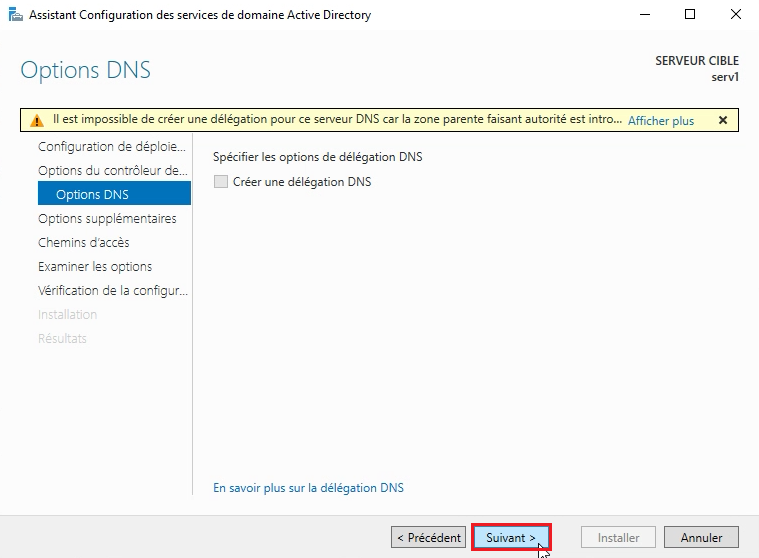 Assistant Configuration des services de domaine Active Directory
Options DNS
SERVEUR CIBLE
serv1
Il est impossible de créer une délégation pour ce serveur DNS car la zone parente faisant autorité est intro... Afficher plus
Configuration de déploie...
Options du contrôleur de...
Options DNS
Options supplémentaires
Chemins d'accès
Examiner les options
Vérification de la configur...
Installation
Résultats
Spécifier les options de délégation DNS
Créer une délégation DNS
En savoir plus sur la délégation DNS
< Précédent
Suivant >
Installer
Annuler